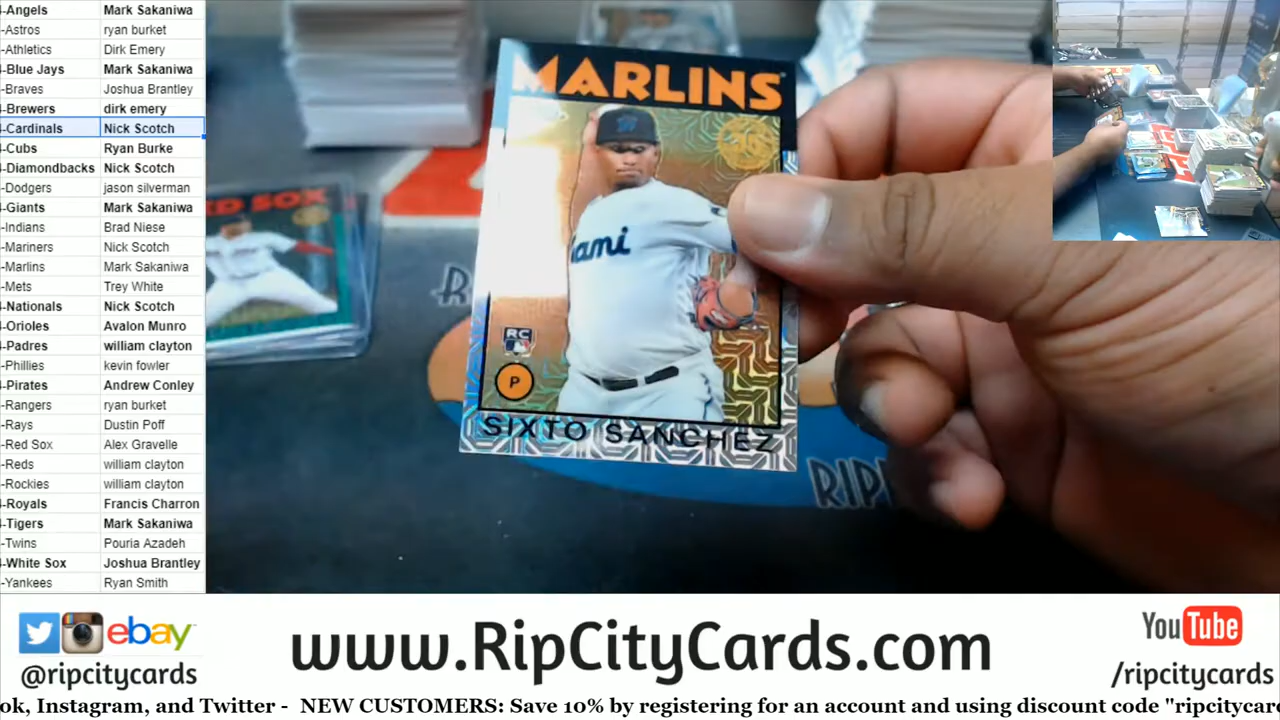 -Angels Mark Sakaniwa
-Astros ryan burket
-Athletics Dirk Emery
-Blue Jays Mark Sakaniwa
-Braves Joshua Brantley
-Brewers dirk emery
-Cardinals Nick Scotch
-Cubs Ryan Burke
-Diamondbacks Nick Scotch
-Dodgers jason silverman
-Giants Mark Sakaniwa
-Indians Brad Niese
-Mariners Nick Scotch
-Marlins Mark Sakaniwa
-Mets Trey White
-Nationals Nick Scotch
-Orioles Avalon Munro
-Padres william clayton
-Phillies kevin fowler
-Pirates Andrew Conley
-Rangers ryan burket
-Rays Dustin Poff
-Red Sox Alex Gravelle
-Reds william clayton
-Rockies william clayton
-Royals Francis Charron
-Tigers Mark Sakaniwa
-Twins Pouria Azadeh
-White Sox Joshua Brantley
-Yankees Ryan Smith
MARLINS
35
iami
RC
P
SIXTO SANCHEZ
ED SOX
R
RIP
ebay
@ripcitycards
www.RipCityCards.com
YouTube
/ripcitycards
ok, Instagram, and Twitter - NEW CUSTOMERS: Save 10% by registering for an account and using discount code "ripcitycar